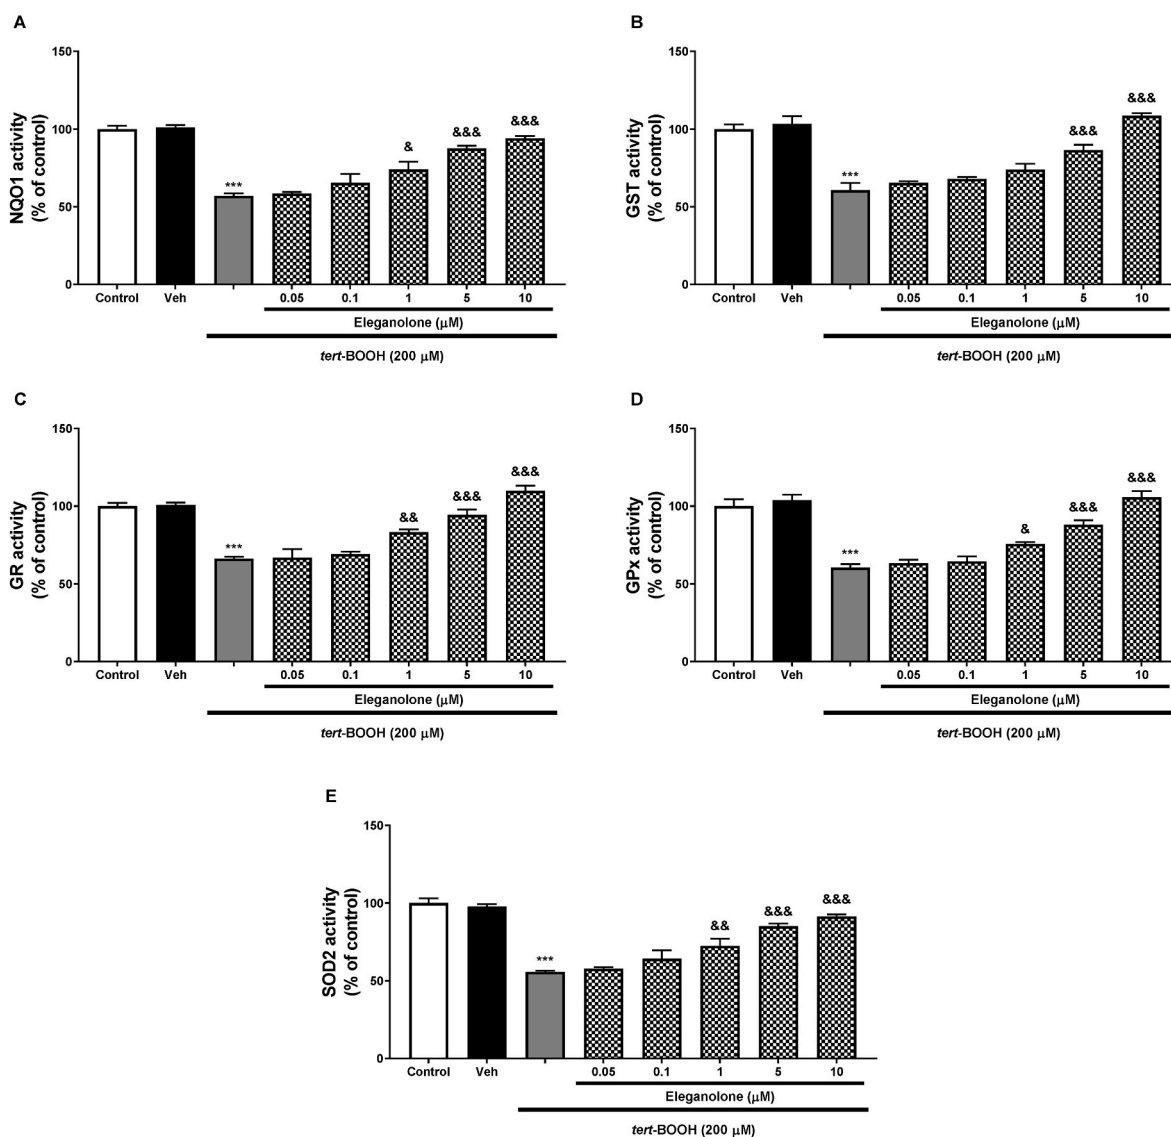 A
NQO1 activity
(% of control)
150
100
50
0
***
&
&&&
&&&
Control Veh 0.05 0.1 1 5 10
Eleganolone (μM)
tert-BOOH (200 μM)
B
GST activity
(% of control)
150
100
50
0
***
&&&
&&&
Control Veh 0.05 0.1 1 5 10
Eleganolone (μM)
tert-BOOH (200 μM)
C
GR activity
(% of control)
150
100
50
0
***
&&
&&&
&&&
Control Veh 0.05 0.1 1 5 10
Eleganolone (μM)
tert-BOOH (200 μM)
D
GPx activity
(% of control)
150
100
50
0
***
&
&&&
&&&
Control Veh 0.05 0.1 1 5 10
Eleganolone (μM)
tert-BOOH (200 μM)
E
SOD2 activity
(% of control)
150
100
50
0
***
&&
&&&
&&&
Control Veh 0.05 0.1 1 5 10
Eleganolone (μM)
tert-BOOH (200 μM)